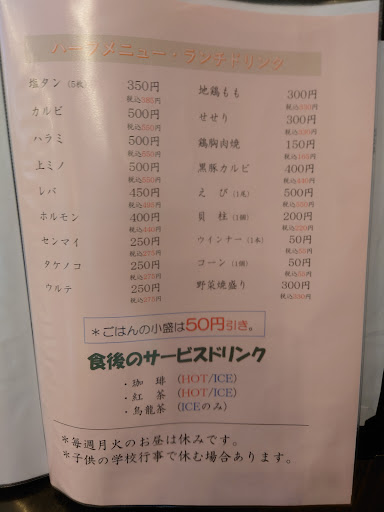 ハーフメニュー・ランチドリンク
塩タン (5枚) 350円
税込385円
カルビ 500円
税込550円
ハラミ 500円
税込550円
上ミノ 500円
税込550円
レバ 450円
税込495円
ホルモン 400円
税込440円
センマイ 250円
税込275円
タケノコ 250円
税込275円
ウルテ 250円
税込275円
地鶏もも 300円
税込330円
せせり 300円
税込330円
鶏胸肉焼 150円
税込165円
黒豚カルビ 400円
税込440円
えび (1尾) 500円
税込550円
貝柱 (1個) 200円
税込220円
ウインナー (1本) 50円
税込55円
コーン (1個) 50円
税込55円
野菜焼盛り 300円
税込330円
*ごはんの小盛は50円引き。
食後のサービスドリンク
・珈琲 (HOT/ICE)
・紅茶 (HOT/ICE)
・烏龍茶 (ICEのみ)
*毎週月火のお昼は休みです。
*子供の学校行事で休む場合あります。